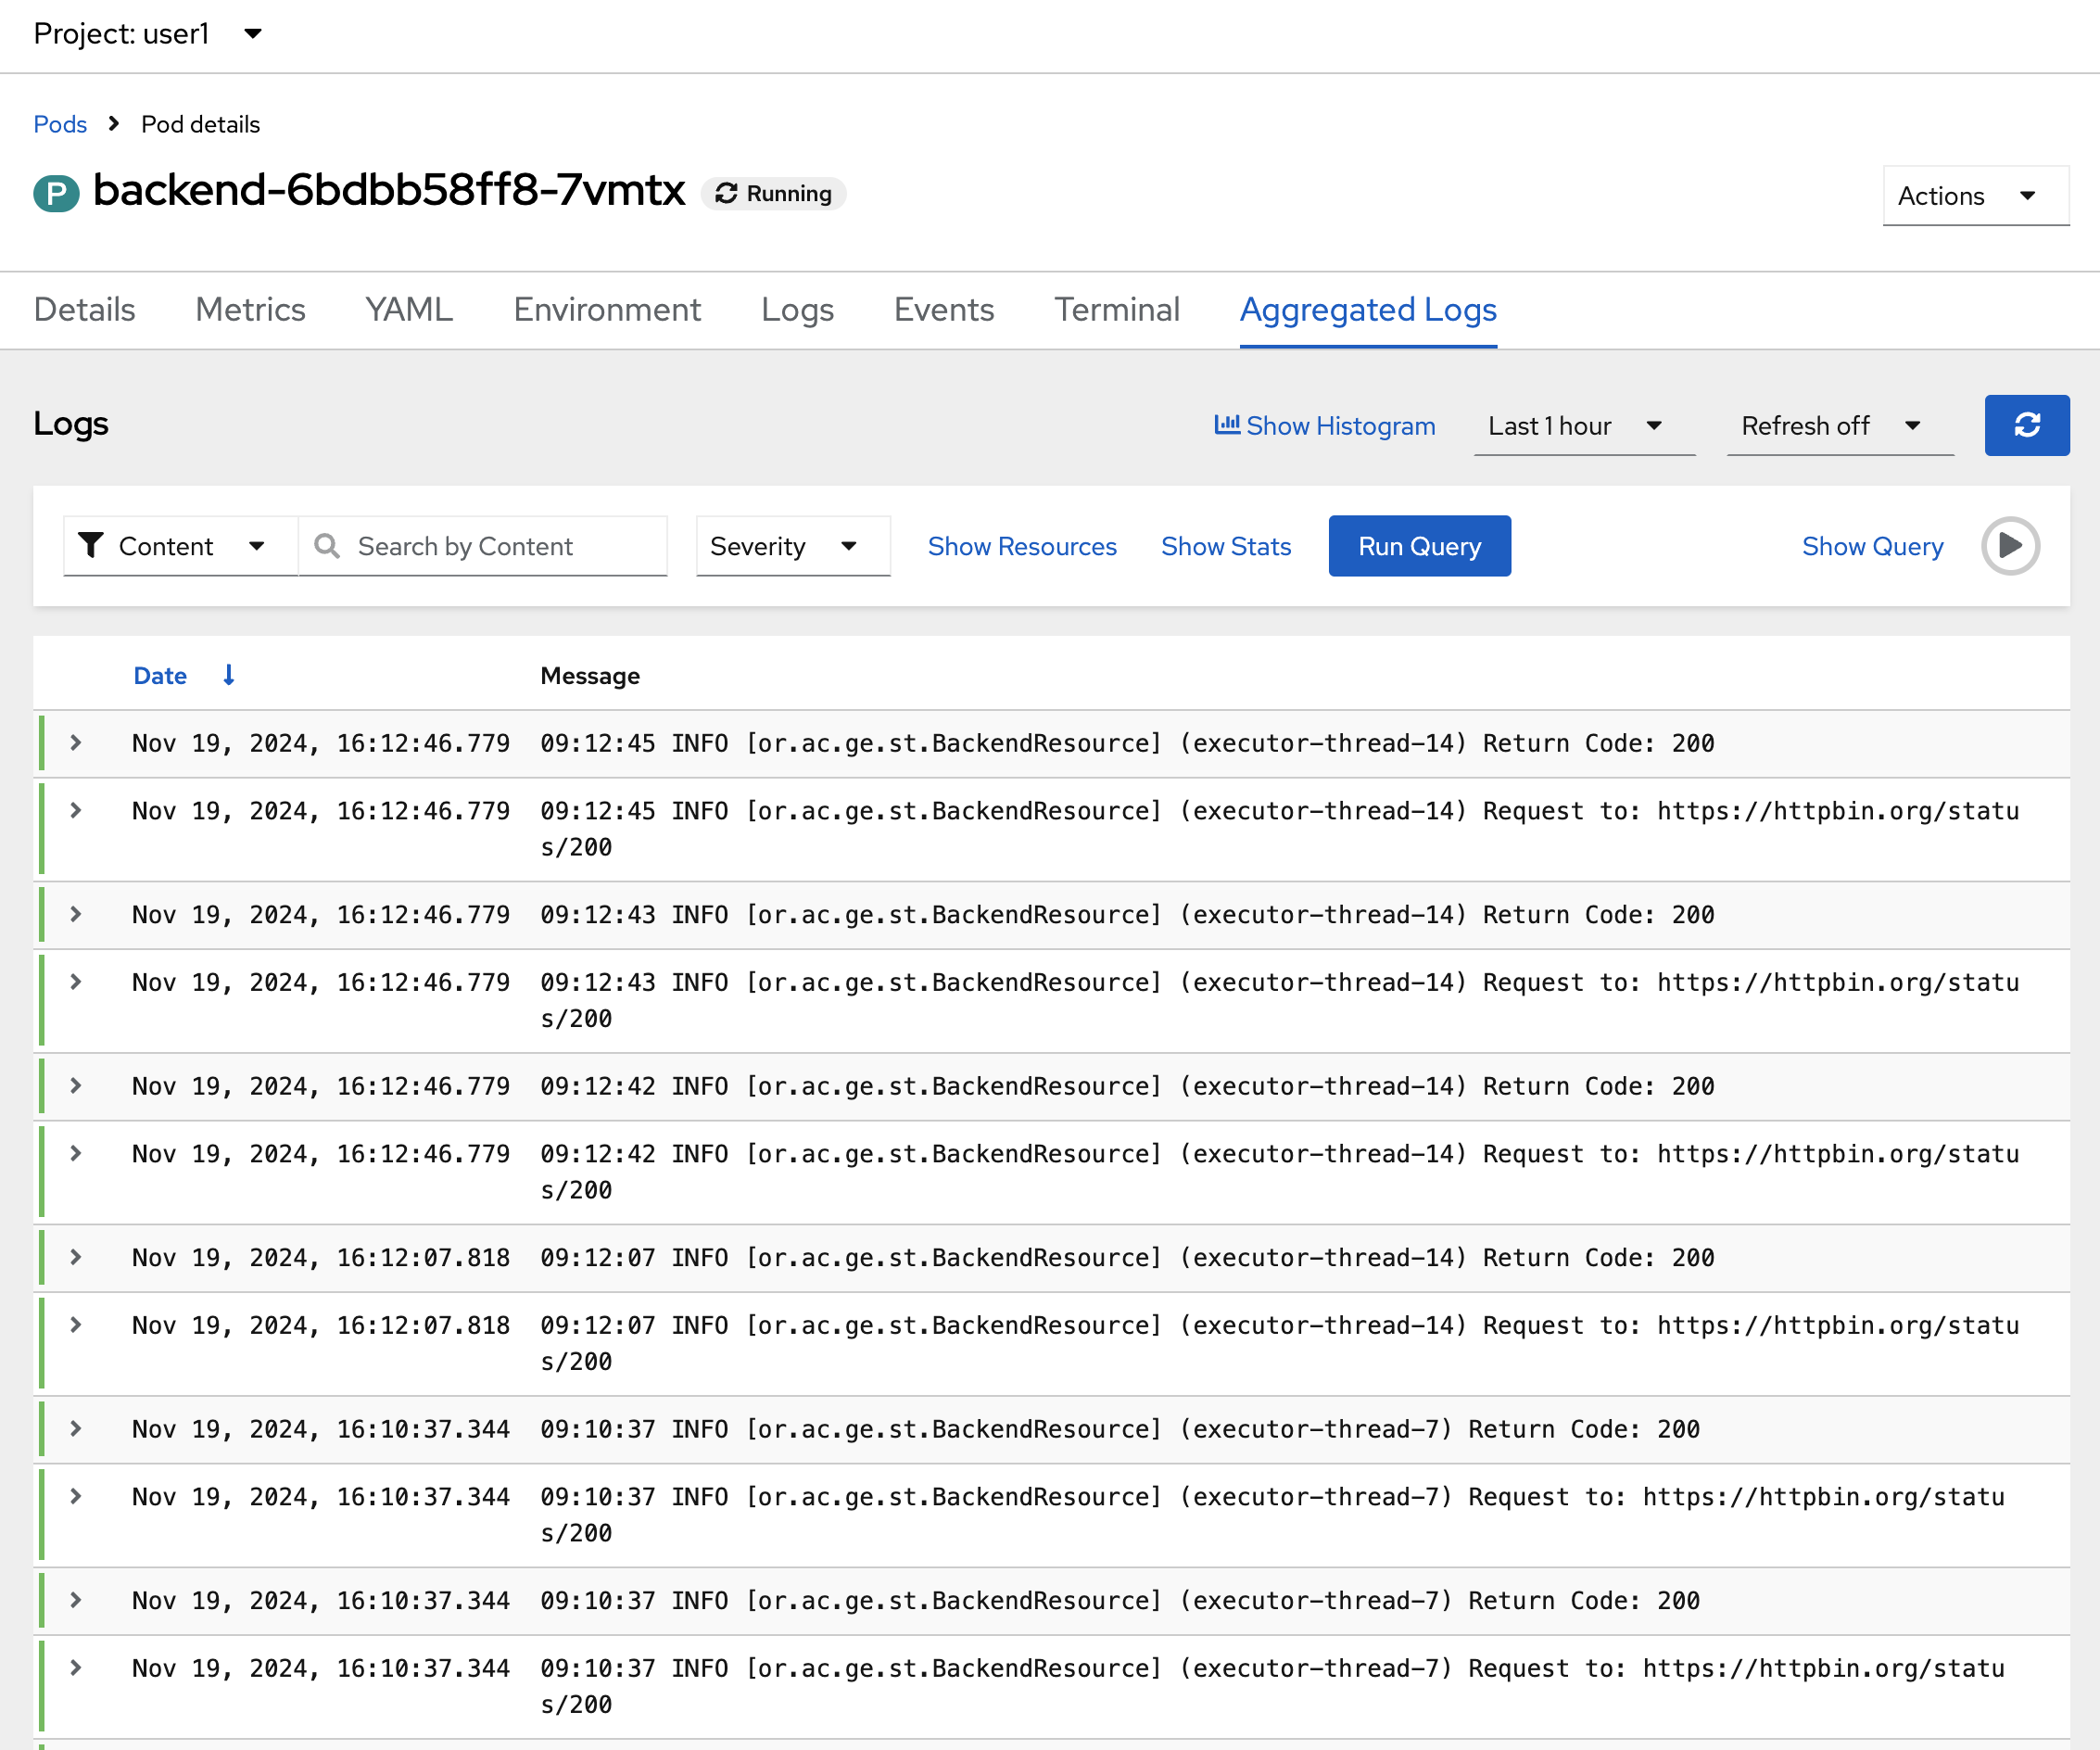 Project: user1
Pods > Pod details
P backend-6bdbb58ff8-7vmtx Running
Actions
Details Metrics YAML Environment Logs Events Terminal Aggregated Logs
Logs Show Histogram Last 1 hour Refresh off
Content Search by Content Severity Show Resources Show Stats Run Query Show Query
Date Message
Nov 19, 2024, 16:12:46.779 09:12:45 INFO [or.ac.ge.st.BackendResource] (executor-thread-14) Return Code: 200
Nov 19, 2024, 16:12:46.779 09:12:45 INFO [or.ac.ge.st.BackendResource] (executor-thread-14) Request to: https://httpbin.org/statu
s/200
Nov 19, 2024, 16:12:46.779 09:12:43 INFO [or.ac.ge.st.BackendResource] (executor-thread-14) Return Code: 200
Nov 19, 2024, 16:12:46.779 09:12:43 INFO [or.ac.ge.st.BackendResource] (executor-thread-14) Request to: https://httpbin.org/statu
s/200
Nov 19, 2024, 16:12:46.779 09:12:42 INFO [or.ac.ge.st.BackendResource] (executor-thread-14) Return Code: 200
Nov 19, 2024, 16:12:46.779 09:12:42 INFO [or.ac.ge.st.BackendResource] (executor-thread-14) Request to: https://httpbin.org/statu
s/200
Nov 19, 2024, 16:12:07.818 09:12:07 INFO [or.ac.ge.st.BackendResource] (executor-thread-14) Return Code: 200
Nov 19, 2024, 16:12:07.818 09:12:07 INFO [or.ac.ge.st.BackendResource] (executor-thread-14) Request to: https://httpbin.org/statu
s/200
Nov 19, 2024, 16:10:37.344 09:10:37 INFO [or.ac.ge.st.BackendResource] (executor-thread-7) Return Code: 200
Nov 19, 2024, 16:10:37.344 09:10:37 INFO [or.ac.ge.st.BackendResource] (executor-thread-7) Request to: https://httpbin.org/statu
s/200
Nov 19, 2024, 16:10:37.344 09:10:37 INFO [or.ac.ge.st.BackendResource] (executor-thread-7) Return Code: 200
Nov 19, 2024, 16:10:37.344 09:10:37 INFO [or.ac.ge.st.BackendResource] (executor-thread-7) Request to: https://httpbin.org/statu
s/200